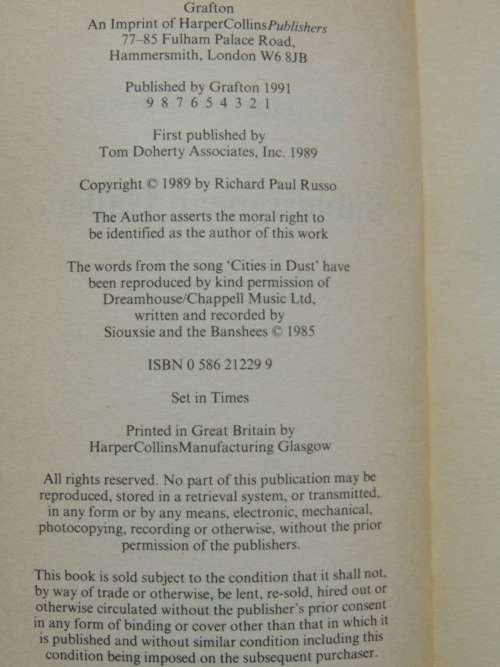 Grafton
An Imprint of HarperCollinsPublishers
77–85 Fulham Palace Road,
Hammersmith, London W6 8JB
Published by Grafton 1991
9 8 7 6 5 4 3 2 1
First published by
Tom Doherty Associates, Inc. 1989
Copyright © 1989 by Richard Paul Russo
The Author asserts the moral right to
be identified as the author of this work
The words from the song ‘Cities in Dust’ have
been reproduced by kind permission of
Dreamhouse/Chappell Music Ltd,
written and recorded by
Siouxsie and the Banshees © 1985
ISBN 0 586 21229 9
Set in Times
Printed in Great Britain by
HarperCollinsManufacturing Glasgow
All rights reserved. No part of this publication may be
reproduced, stored in a retrieval system, or transmitted,
in any form or by any means, electronic, mechanical,
photocopying, recording or otherwise, without the prior
permission of the publishers.
This book is sold subject to the condition that it shall not,
by way of trade or otherwise, be lent, re-sold, hired out or
otherwise circulated without the publisher's prior consent
in any form of binding or cover other than that in which it
is published and without similar condition including this
condition being imposed on the subsequent purchaser.